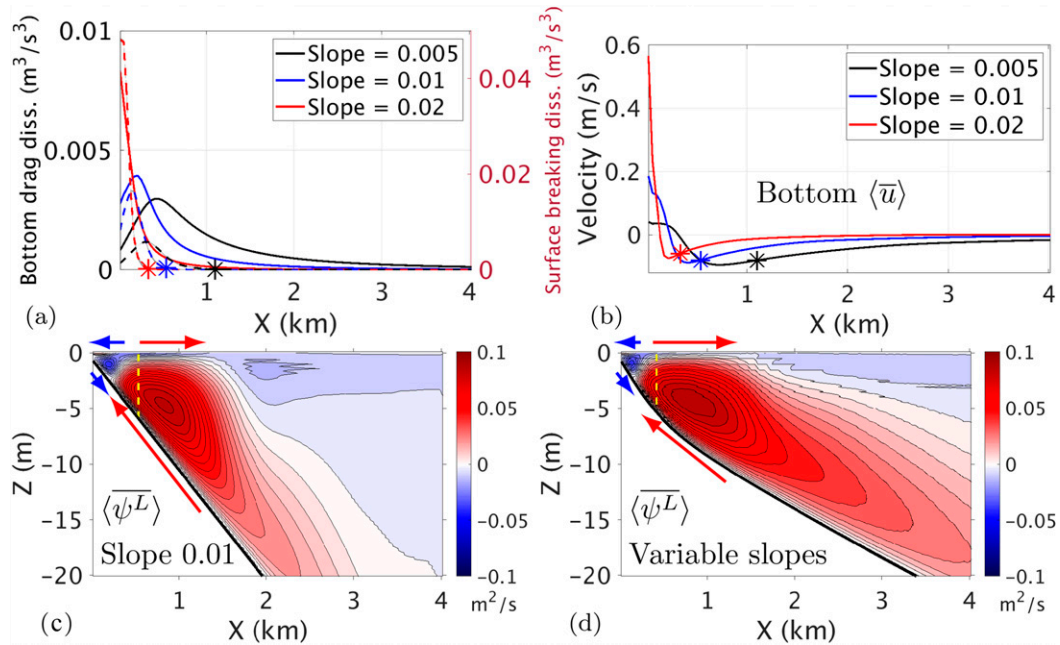 0.01
0.005
0
Bottom drag diss. (m³/s³)
Slope = 0.005
Slope = 0.01
Slope = 0.02
0.04
0.02
0
Surface breaking diss. (m³/s³)
1 2 3 4
X (km)
(a)
0.6
0.4
0.2
0
Velocity (m/s)
Slope = 0.005
Slope = 0.01
Slope = 0.02
Bottom ⟨u̅⟩
0 1 2 3 4
X (km)
(b)
0
-5
-10
-15
-20
Z (m)
⟨\overline{ψ^L}⟩
Slope 0.01
1 2 3 4
X (km)
(c)
0.1
0.05
0
-0.05
-0.1
m²/s
0
-5
-10
-15
-20
Z (m)
⟨\overline{ψ^L}⟩
Variable slopes
1 2 3 4
X (km)
(d)
0.1
0.05
0
-0.05
-0.1
m²/s